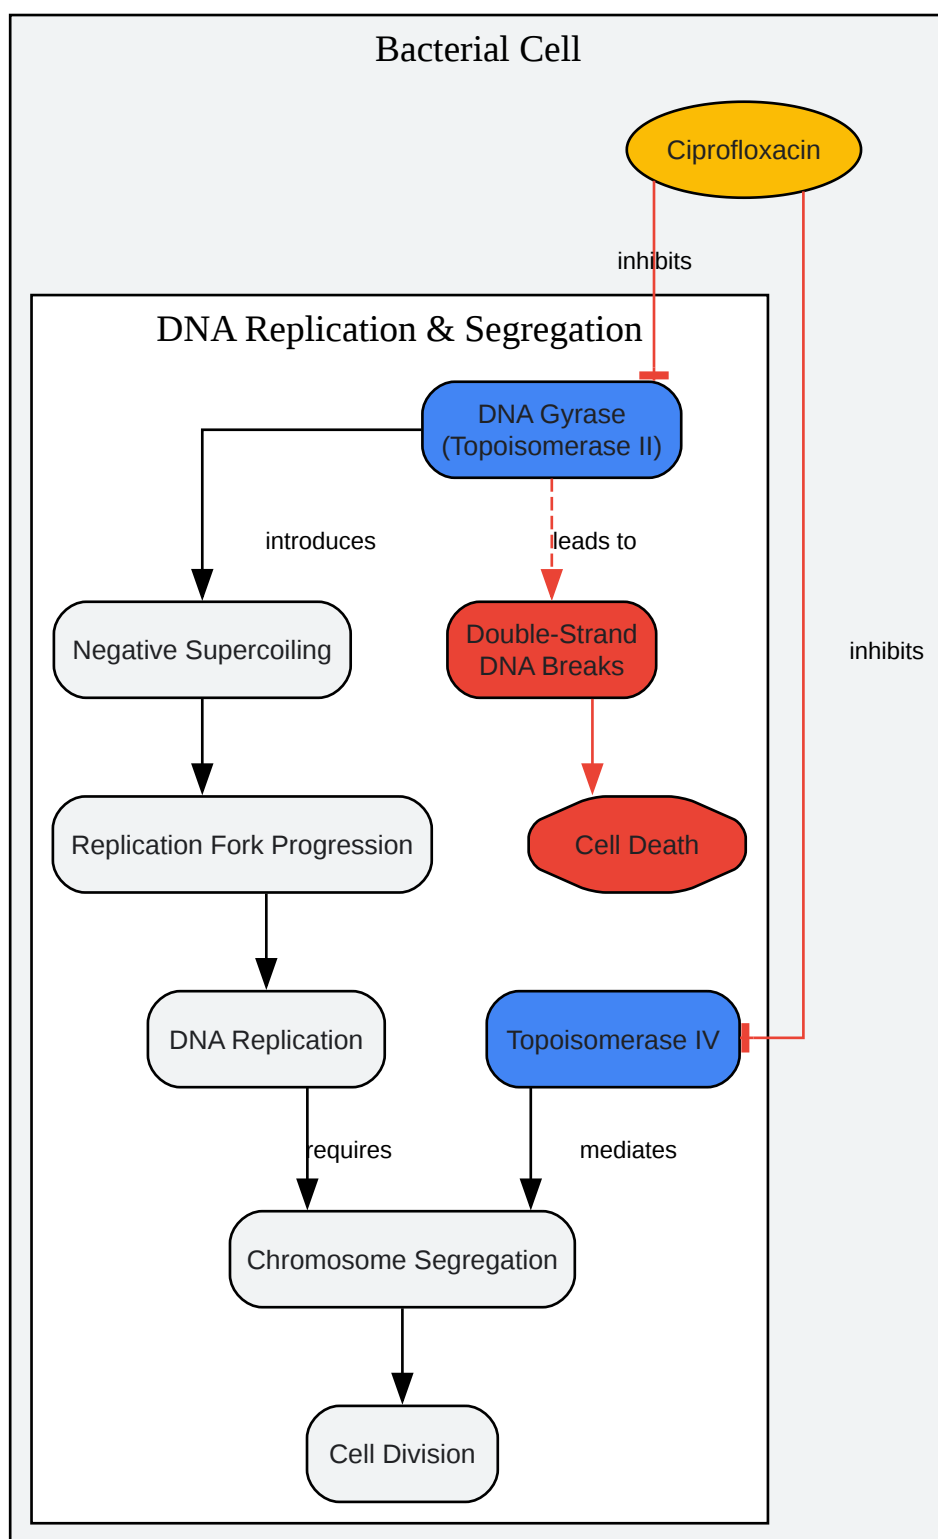 Bacterial Cell
Ciprofloxacin
inhibits
DNA Replication & Segregation
DNA Gyrase
(Topoisomerase II)
introduces
leads to
Negative Supercoiling
Double-Strand
DNA Breaks
inhibits
Replication Fork Progression
Cell Death
DNA Replication
Topoisomerase IV
requires
mediates
Chromosome Segregation
Cell Division